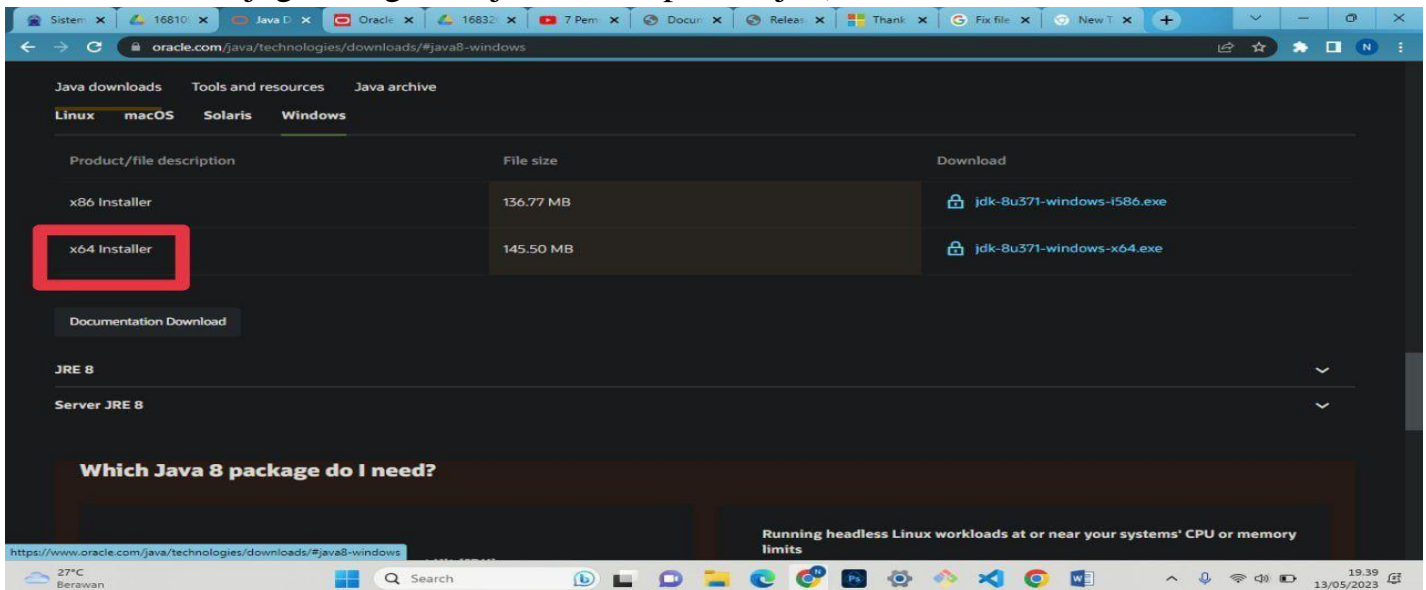 Sistem 16810 Java D Oracle 16832 7 Pem Docum Releas Thank Fix file New T
oracle.com/java/technologies/downloads/#java8-windows N
Java downloads Tools and resources Java archive
Linux macOS Solaris Windows
Product/file description File size Download
x86 Installer 136.77 MB jdk-8u371-windows-i586.exe
x64 Installer 145.50 MB jdk-8u371-windows-x64.exe
Documentation Download
JRE 8
Server JRE 8
Which Java 8 package do I need?
Running headless Linux workloads at or near your systems' CPU or memory
limits
https://www.oracle.com/java/technologies/downloads/#java8-windows
27°C
Berawan
Search
19.39
13/05/2023